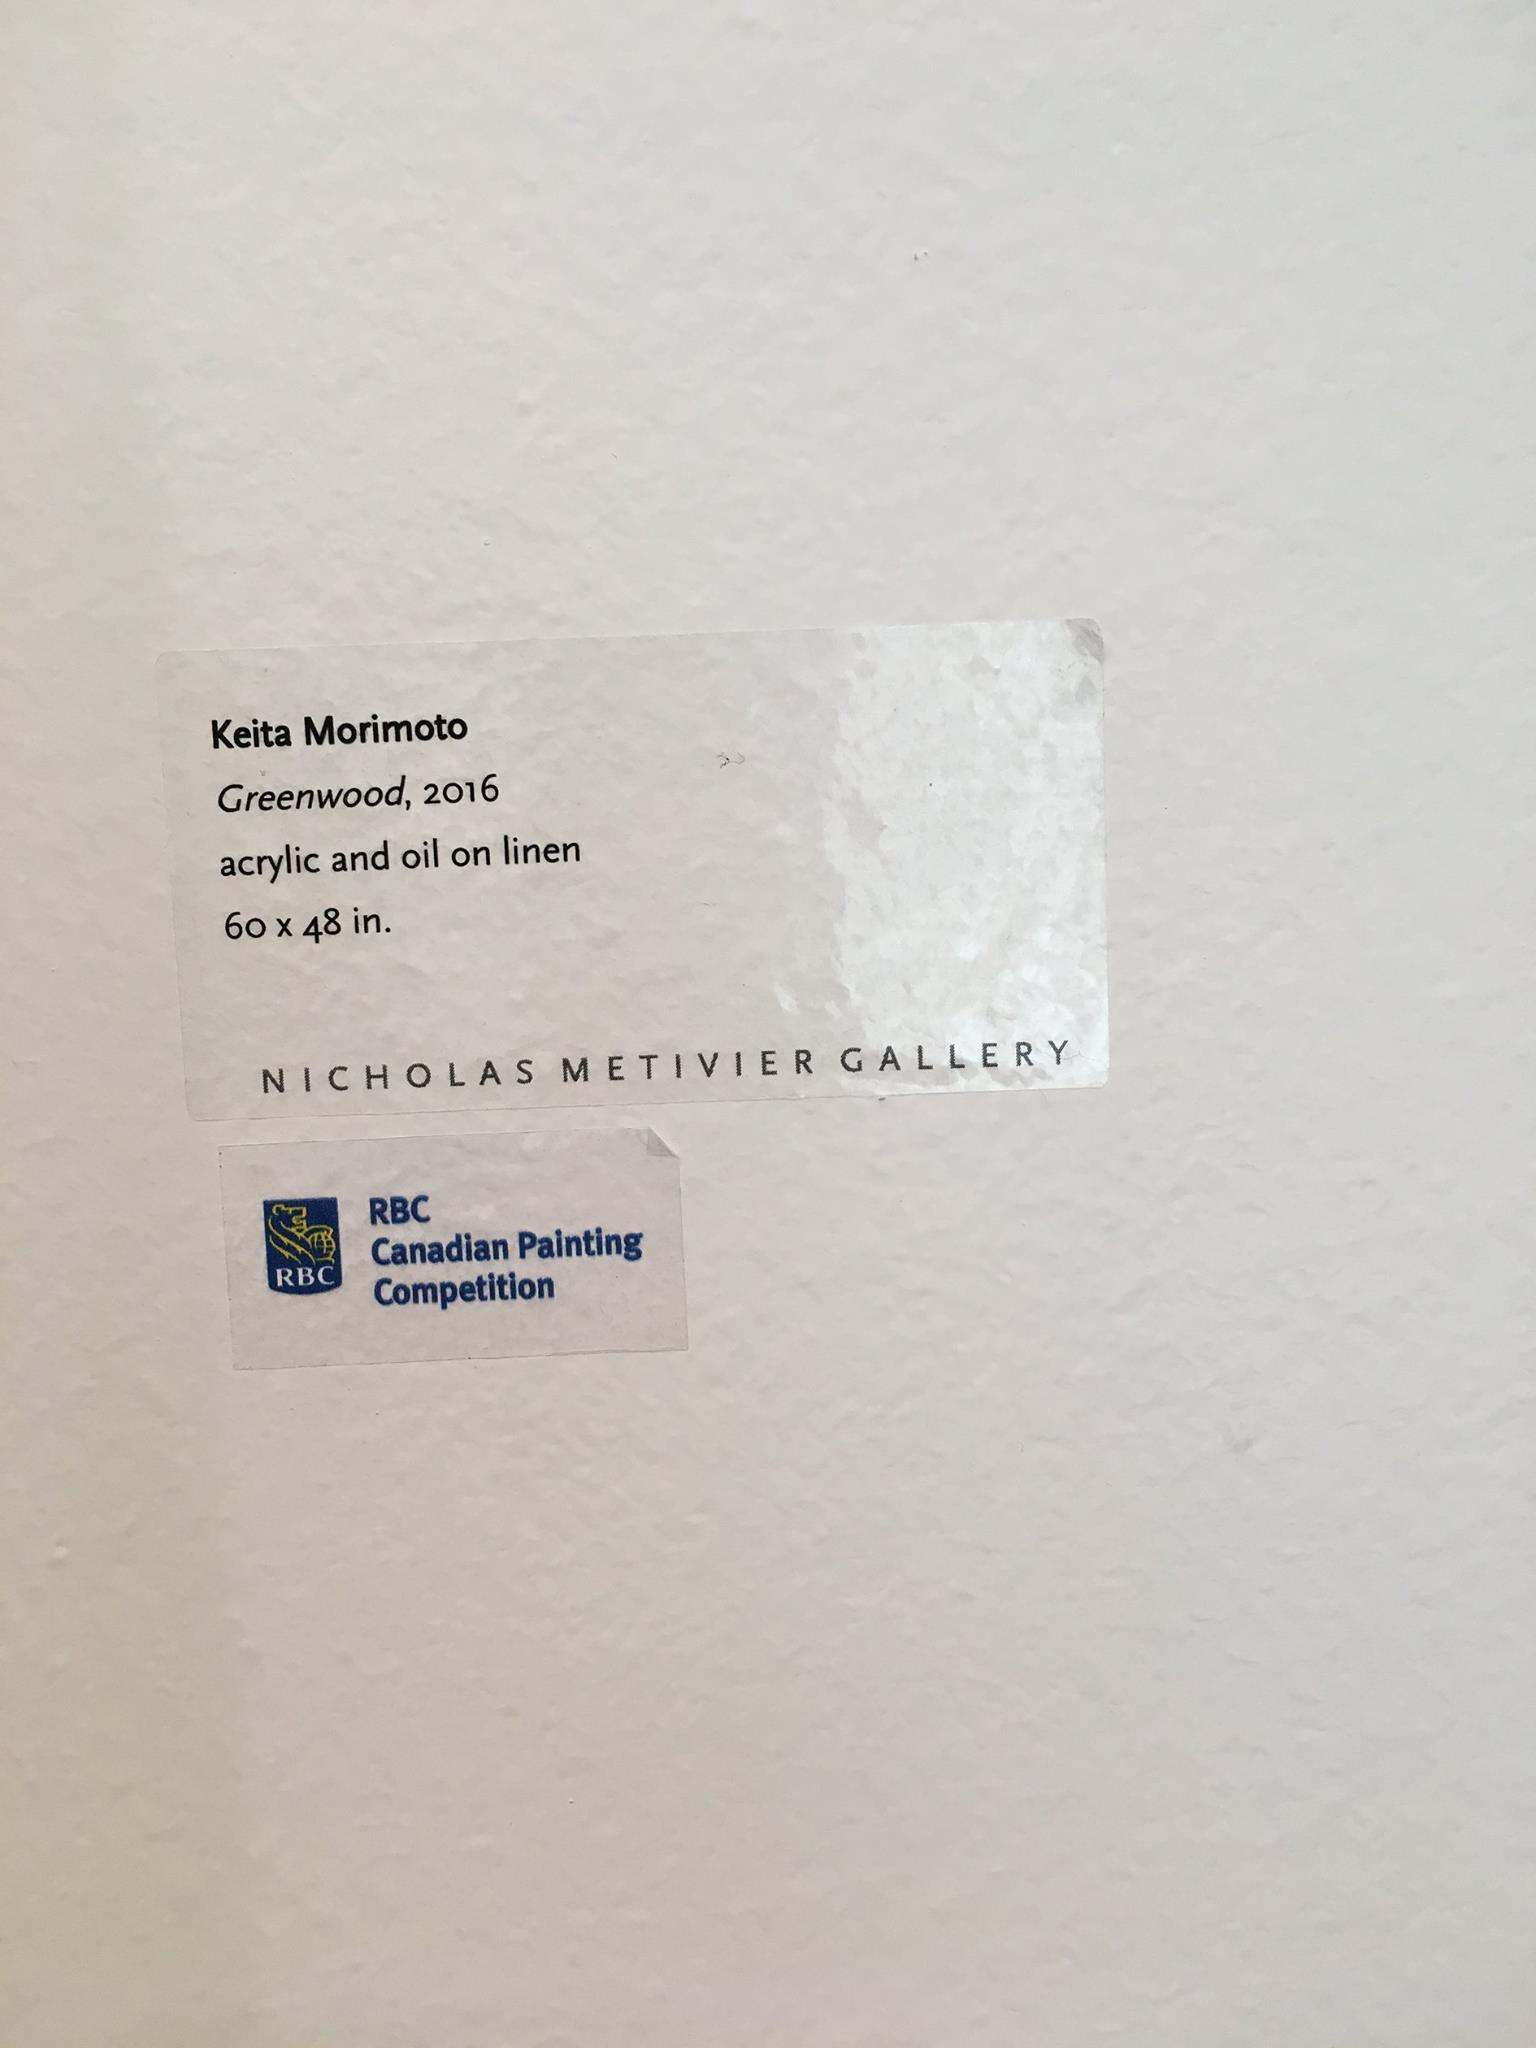 Keita Morimoto
Greenwood, 2016
acrylic and oil on linen
60 x 48 in.
NICHOLAS METIVIER GALLERY
RBC
RBC
Canadian Painting
Competition